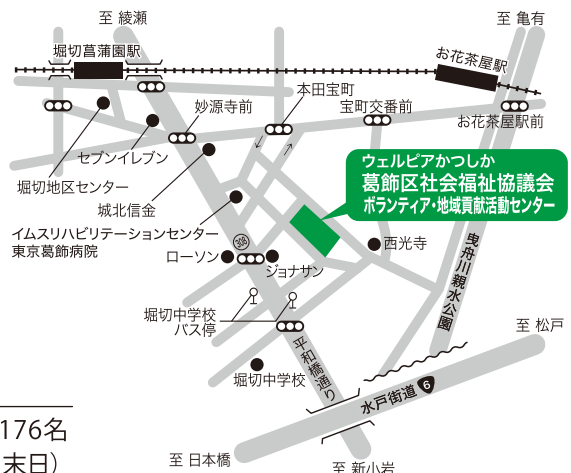 至 綾瀬
至 亀有
堀切菖蒲園駅
お花茶屋駅
本田宝町
妙源寺前
宝町交番前
お花茶屋駅前
セブンイレブン
堀切地区センター
城北信金
ウェルピアかつしか
葛飾区社会福祉協議会
ボランティア・地域貢献活動センター
イムスリハビリテーションセンター
東京葛飾病院
308
西光寺
ローソン
ジョナサン
曳舟川親水公園
堀切中学校
バス停
至 松戸
平和橋通り
堀切中学校
水戸街道
6
176名
末日)
至 日本橋
至 新小岩